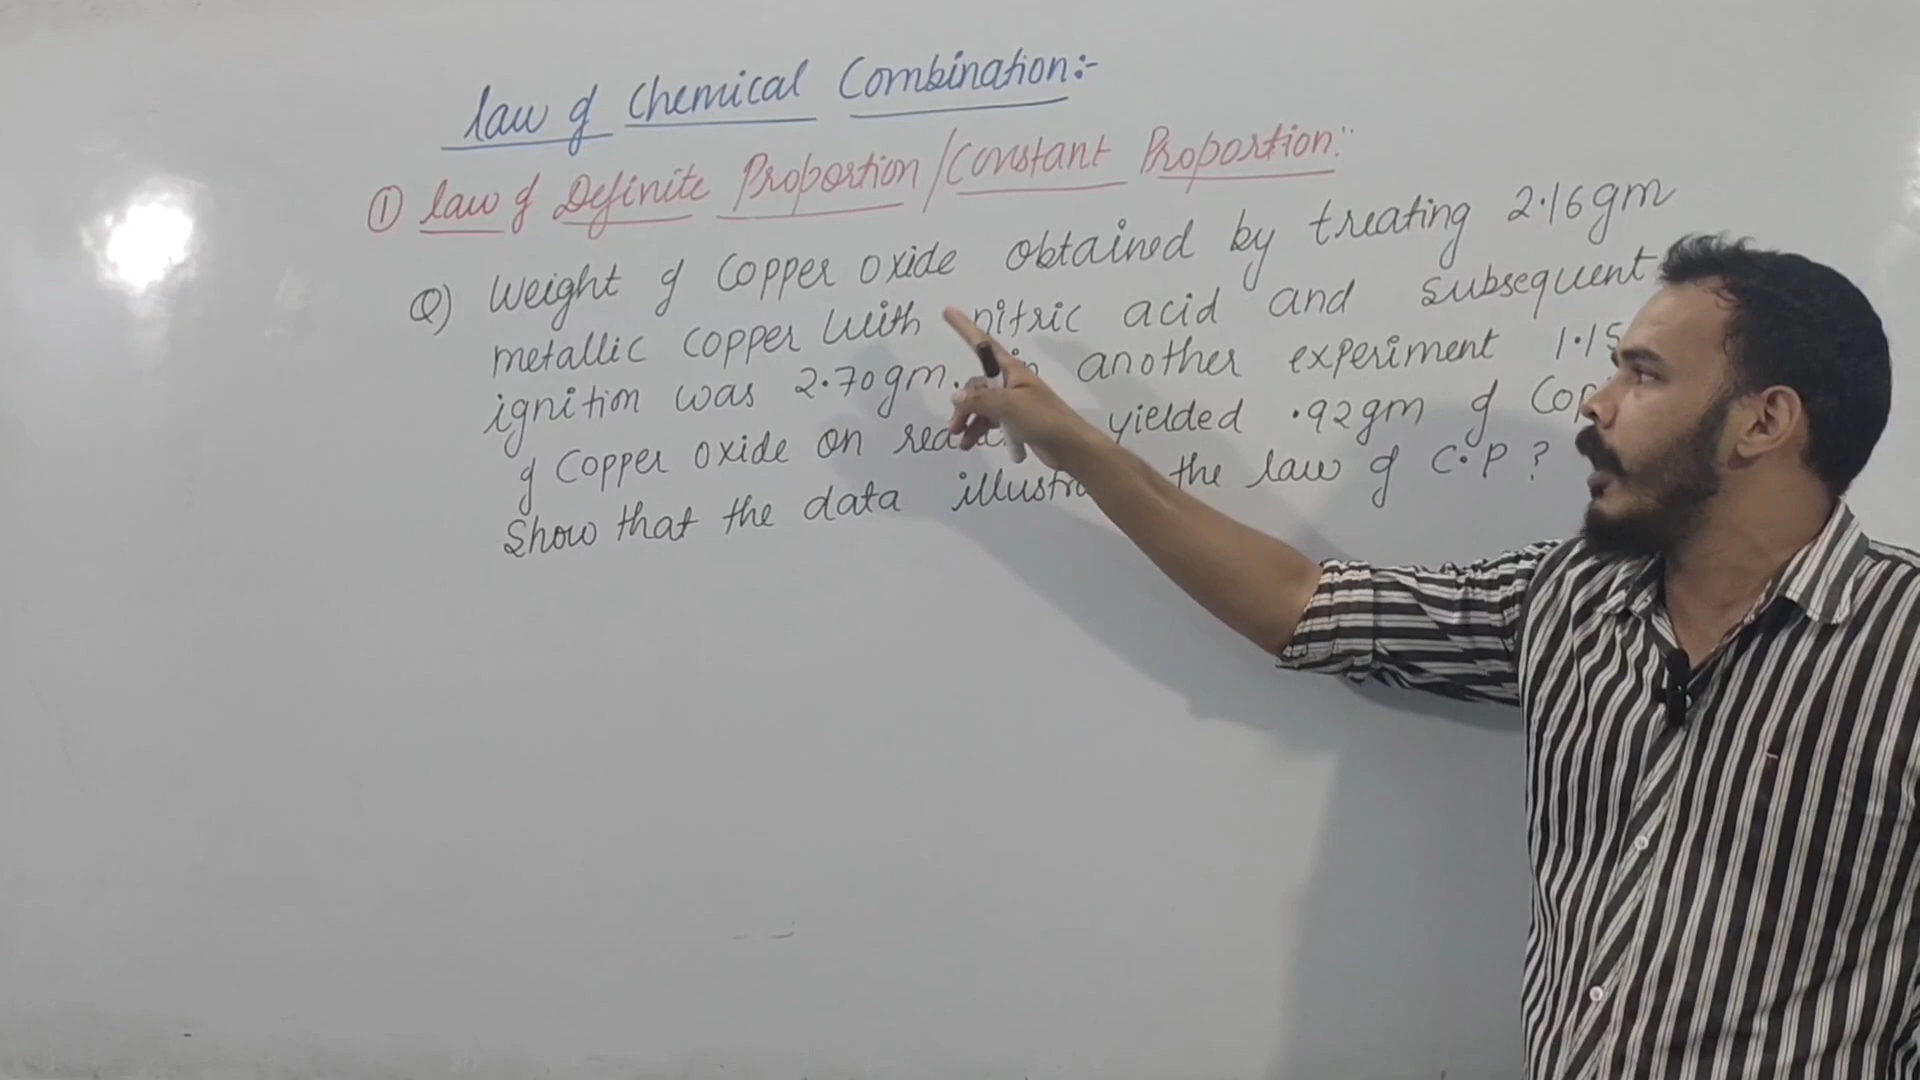 Law of Chemical Combination:-
① Law of Definite Proportion/Constant Proportion:
Q) Weight of Copper oxide obtained by treating 2.16gm
metallic copper with nitric acid and subsequent
ignition was 2.70gm. in another experiment 1.15
of Copper oxide on yielded .92gm of
Show that the data the law of C.P ?